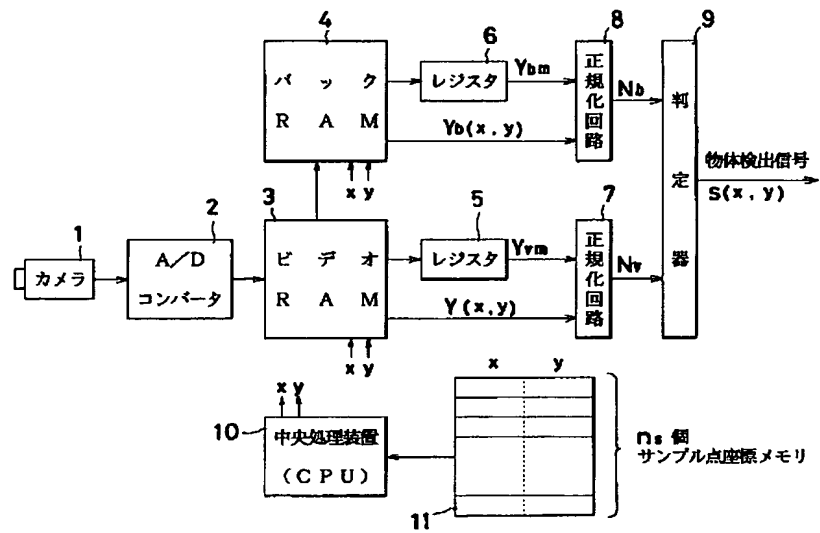 4
バック
RAM
6
レジスタ
Ybm
Yb(x,y)
8
正規化回路
Nb
9
判定器
物体検出信号
S(x,y)
x y
1
カメラ
2
A/D
コンバータ
3
ビデオ
RAM
5
レジスタ
Yvm
Y(x,y)
7
正規化回路
Nv
x y
x y
10
中央処理装置
(CPU)
x y
11
ns 個
サンプル点座標メモリ